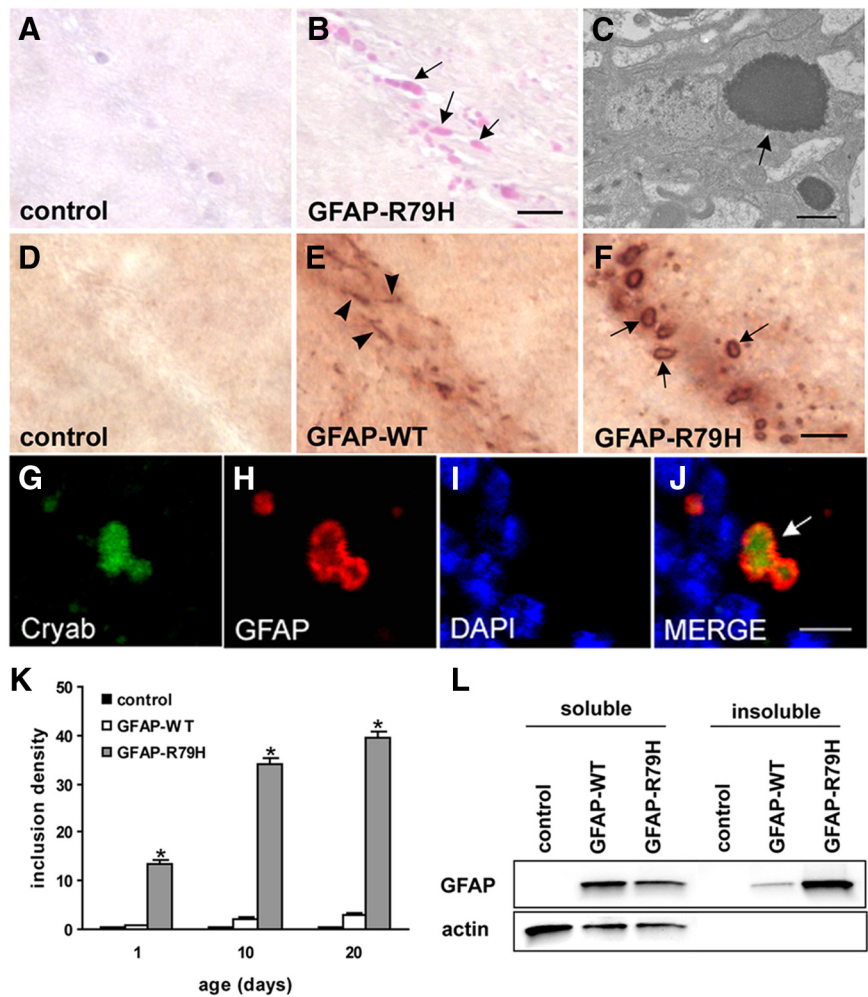 A
control
B
GFAP-R79H
C
D
control
E
GFAP-WT
F
GFAP-R79H
G
Cryab
H
GFAP
I
DAPI
J
MERGE
K
50
40
30
20
10
0
inclusion density
control
GFAP-WT
GFAP-R79H
*
*
*
1
10
20
age (days)
L
soluble
insoluble
control
GFAP-WT
GFAP-R79H
control
GFAP-WT
GFAP-R79H
GFAP
actin